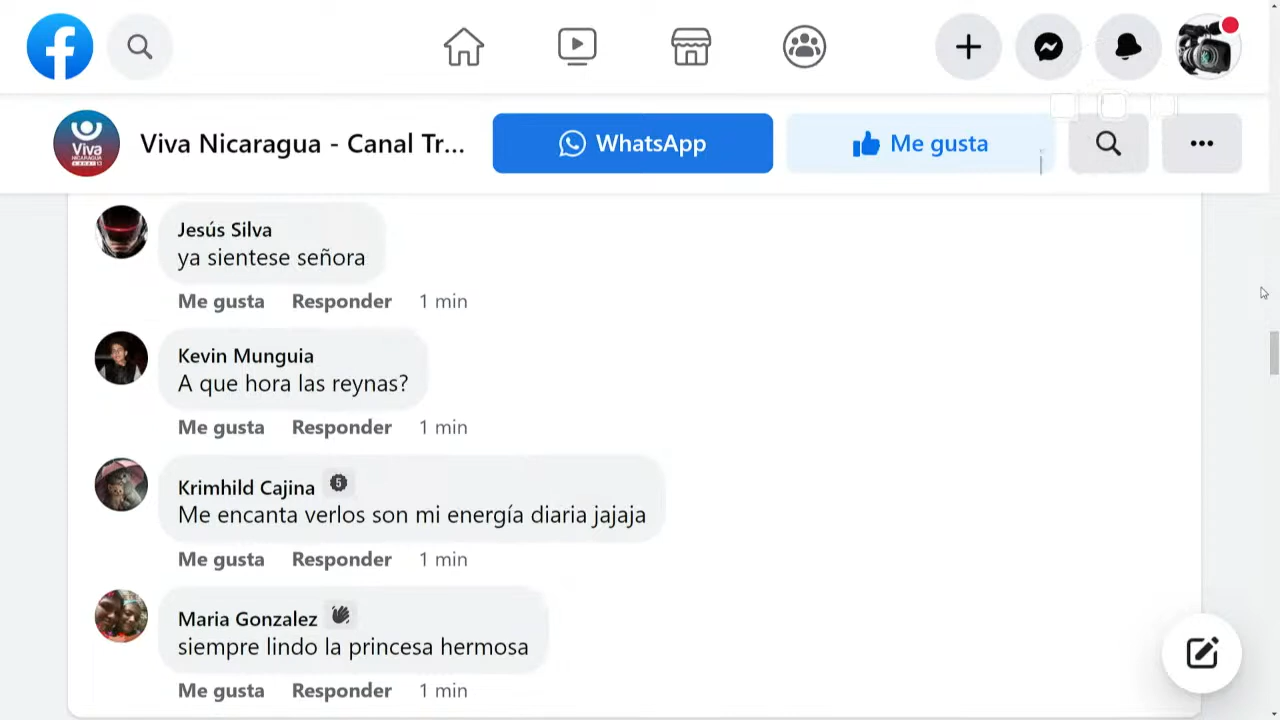 Viva Nicaragua - Canal Tr...
WhatsApp
Me gusta
Viva
Jesús Silva
ya sientese señora
Me gusta Responder 1 min
Kevin Munguia
A que hora las reynas?
Me gusta Responder 1 min
Krimhild Cajina 5
Me encanta verlos son mi energía diaria jajaja
Me gusta Responder 1 min
Maria Gonzalez
siempre lindo la princesa hermosa
Me gusta Responder 1 min